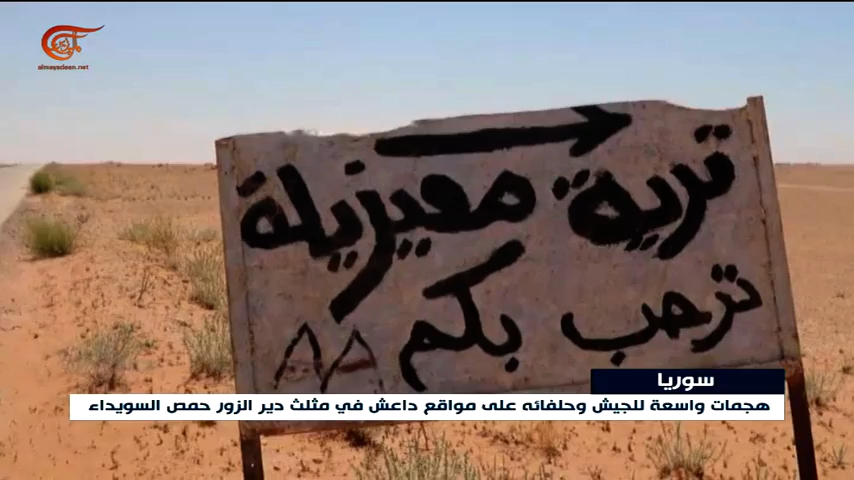 almayadeen.net
قرية معيزيلة
ترحب بكم ٨٨
سوريا
هجمات واسعة للجيش وحلفائه على مواقع داعش في مثلث دير الزور حمص السويداء